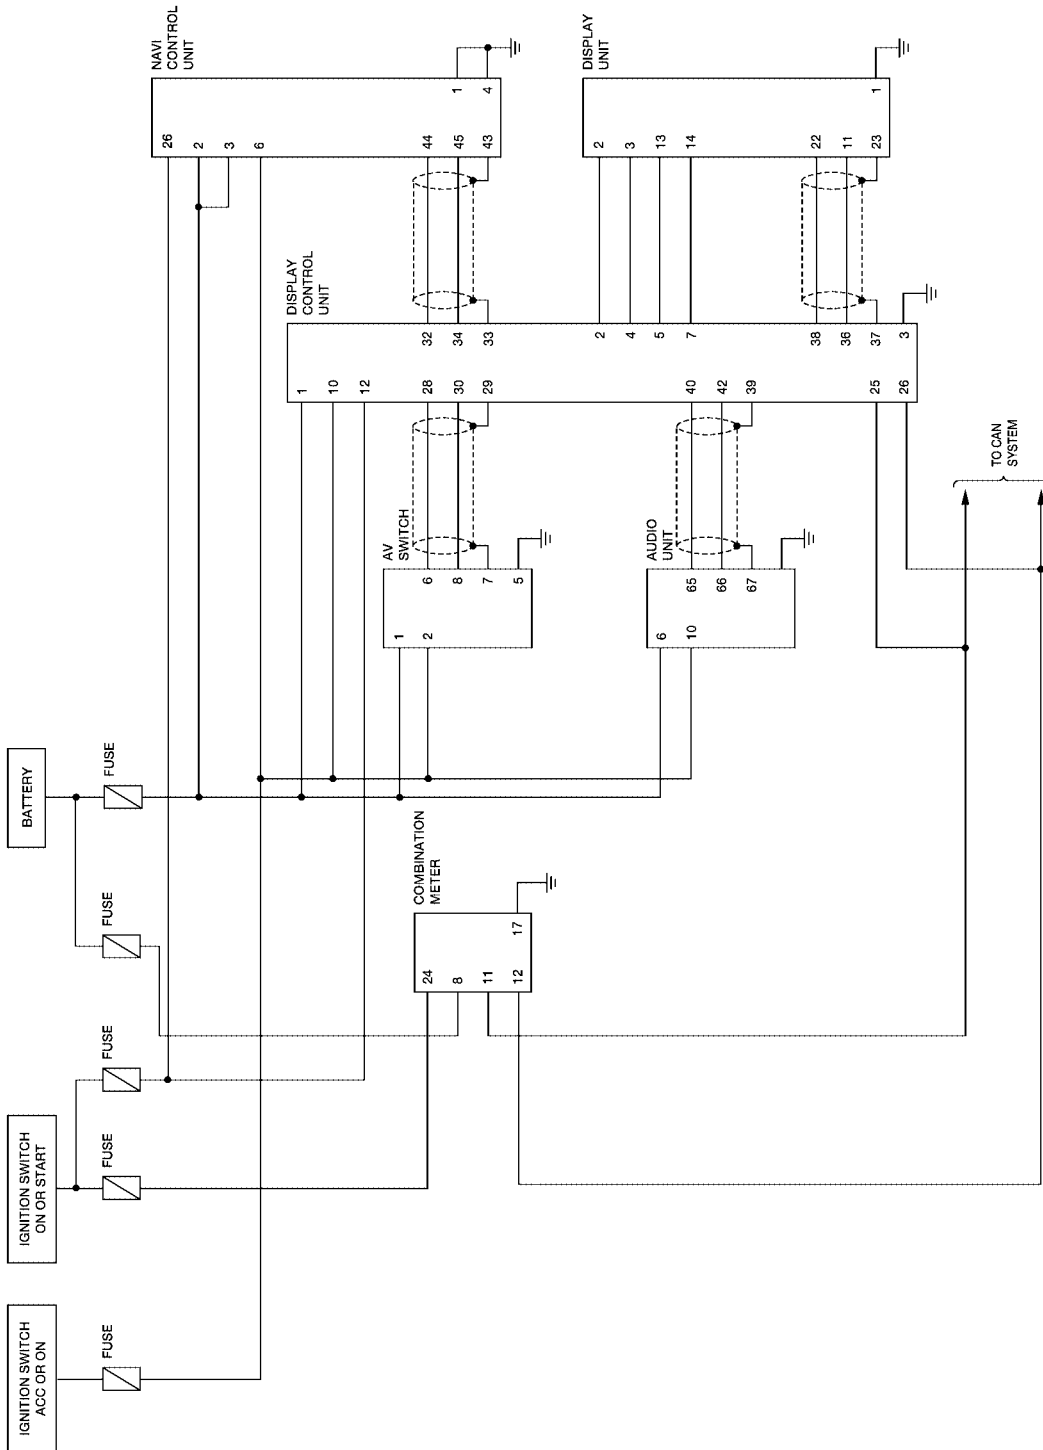 IGNITION SWITCH
ACC OR ON
IGNITION SWITCH
ON OR START
BATTERY
FUSE
FUSE
FUSE
FUSE
FUSE
NAVI
CONTROL
UNIT
26
2
3
6
44
45
43
1
4
DISPLAY
CONTROL
UNIT
1
10
12
28
30
29
40
42
39
25
26
32
34
33
2
4
5
7
38
36
37
3
AV
SWITCH
1
2
6
8
7
5
COMBINATION
METER
24
8
11
12
17
DISPLAY
UNIT
2
3
13
14
22
11
23
1
AUDIO
UNIT
6
10
65
66
67
TO CAN
SYSTEM